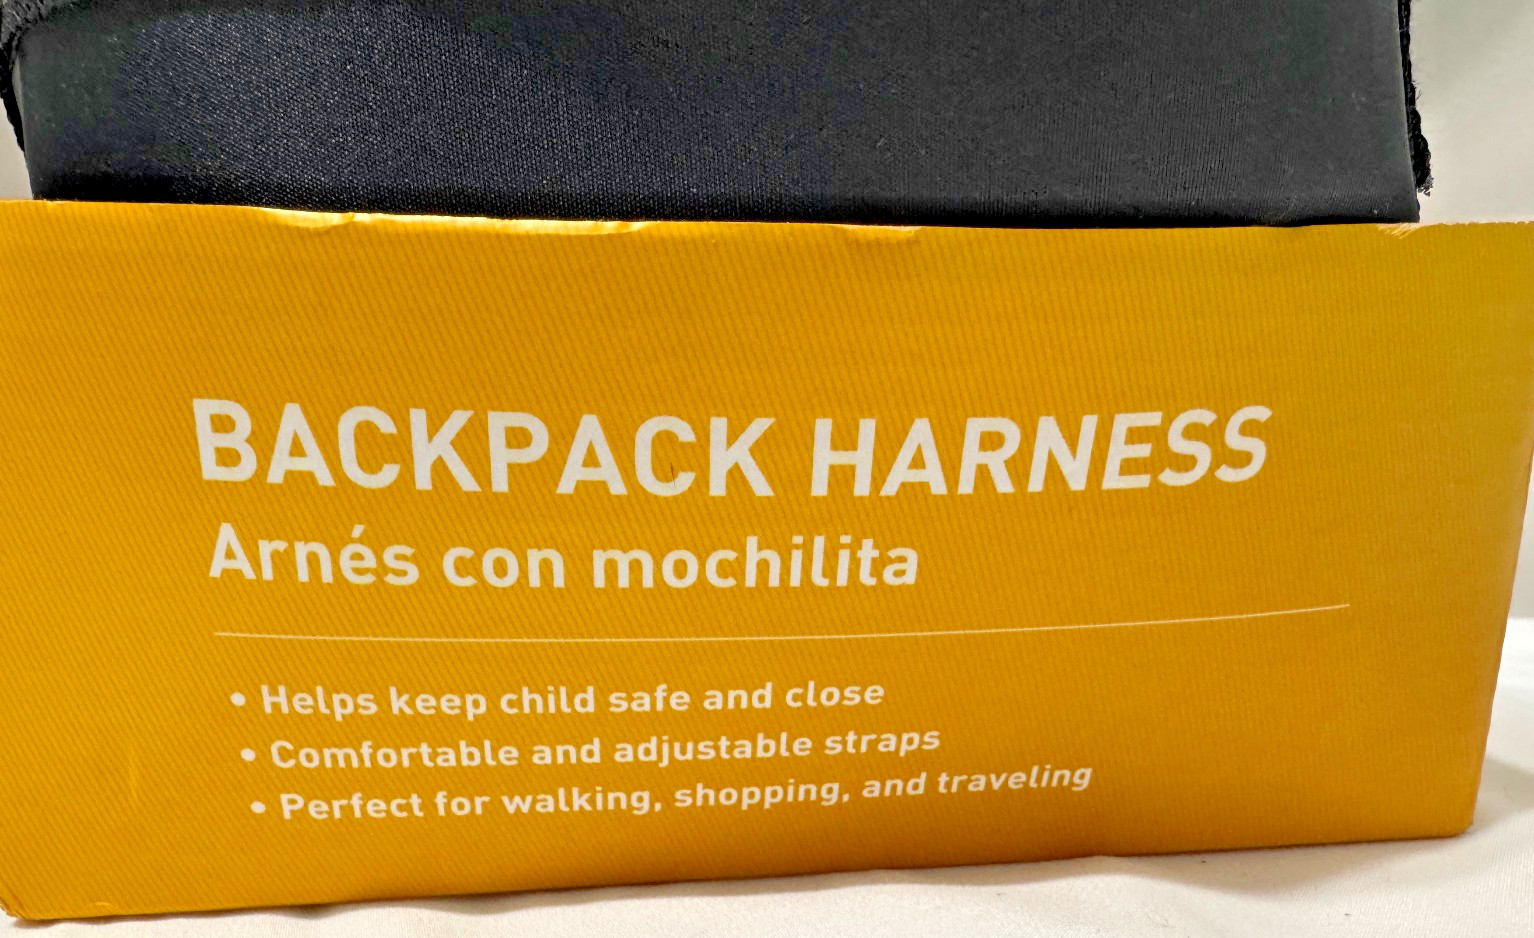 BACKPACK HARNESS
Arnés con mochilita
• Helps keep child safe and close
• Comfortable and adjustable straps
• Perfect for walking, shopping, and traveling